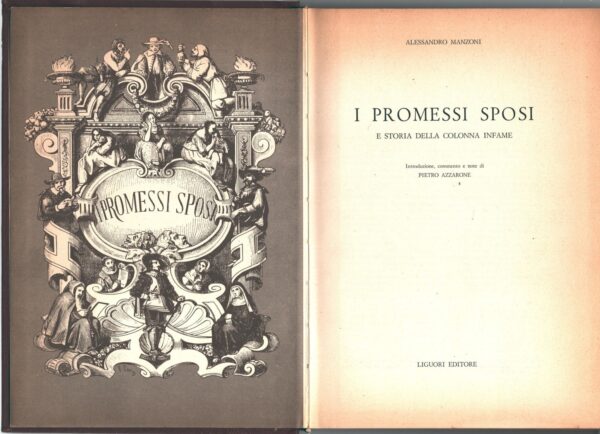 I PROMESSI SPOSI
ALESSANDRO MANZONI
I PROMESSI SPOSI
E STORIA DELLA COLONNA INFAME
Introduzione, commento e note di
PIETRO AZZARONE
LIGUORI EDITORE